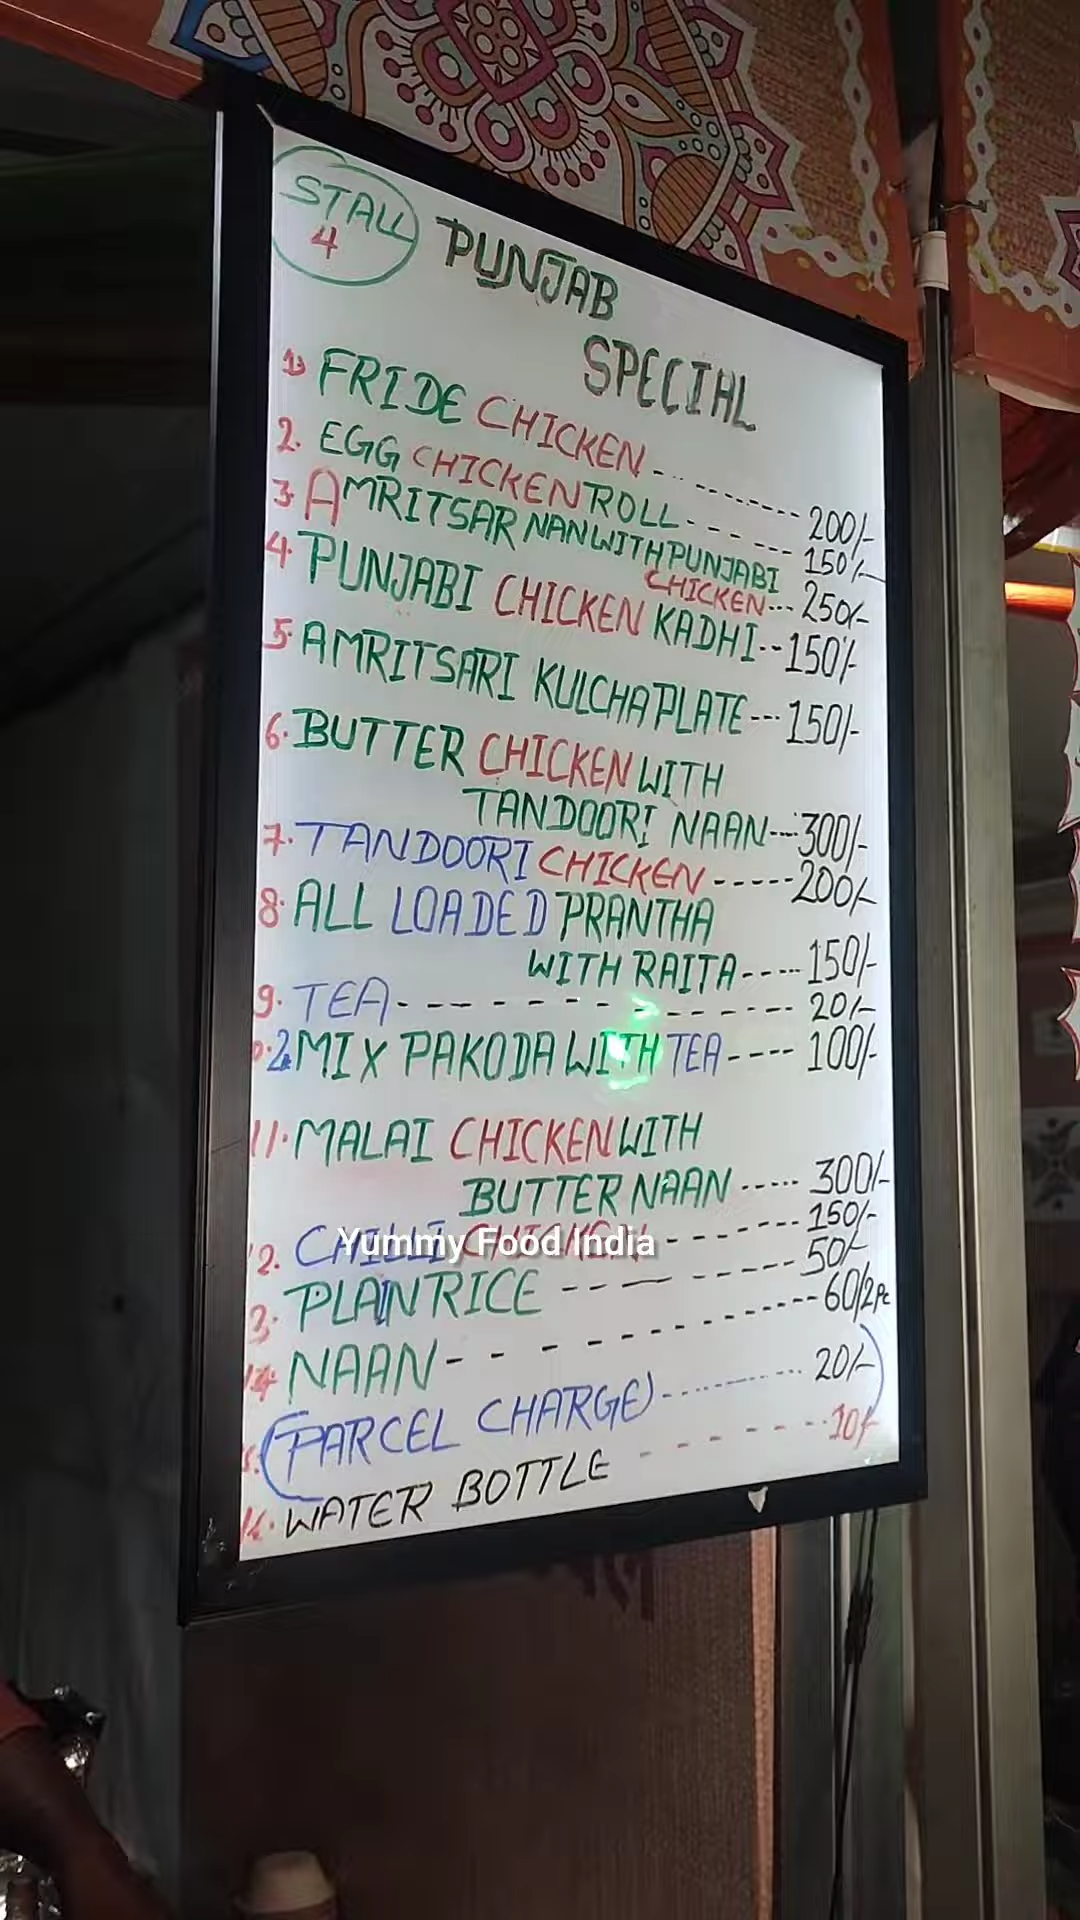 STALL
4
PUNJAB
SPECIAL
1) FRIDE CHICKEN - - - - - - - - - 200/-
2. EGG CHICKEN ROLL - - - - - - - 150/-
3. AMRITSAR NAN WITH PUNJABI
CHICKEN --- 250/-
4. PUNJABI CHICKEN KADHI -- 150/-
5. AMRITSARI KULCHA PLATE --- 150/-
6. BUTTER CHICKEN WITH
TANDOORI NAAN --- 300/-
7. TANDOORI CHICKEN ----- 200/-
8. ALL LOADED PRANTHA
WITH RAITA ----- 150/-
9. TEA - - - - - - - - - - - - 20/-
2 MIX PAKODA WITH TEA ---- 100/-
11. MALAI CHICKEN WITH
BUTTER NAAN ----- 300/-
12. CHILLI CHICKEN - - - - - 150/-
Yummy Food India
3. PLAIN RICE - - - - - - - - 50/-
14 NAAN - - - - - - - - - - - 60/2Pc
(PARCEL CHARGE) - - - - - - - - 20/-
16. WATER BOTTLE - - - - - - 10/-